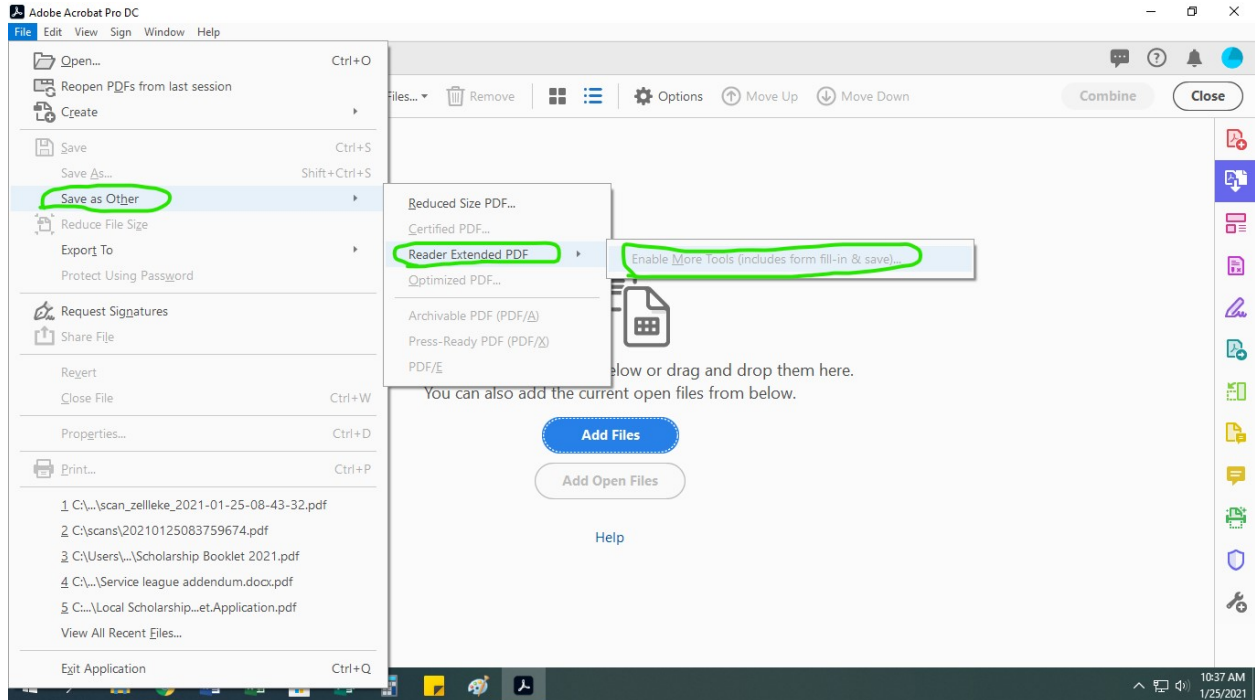 Adobe Acrobat Pro DC
File Edit View Sign Window Help
Open... Ctrl+O
Reopen PDFs from last session
Create
Files... Remove Options Move Up Move Down Combine Close
Save Ctrl+S
Save As... Shift+Ctrl+S
Save as Other
Reduce File Size
Export To
Protect Using Password
Request Signatures
Share File
Revert
Close File Ctrl+W
Properties... Ctrl+D
Print... Ctrl+P
1 C:\...\scan_zellleke_2021-01-25-08-43-32.pdf
2 C:\scans\20210125083759674.pdf
3 C:\Users\...\Scholarship Booklet 2021.pdf
4 C:\...\Service league addendum.docx.pdf
5 C:...\Local Scholarship...et.Application.pdf
View All Recent Files...
Exit Application Ctrl+Q
Reduced Size PDF...
Certified PDF...
Reader Extended PDF
Optimized PDF...
Archivable PDF (PDF/A)
Press-Ready PDF (PDF/X)
PDF/E
Enable More Tools (includes form fill-in & save)...
elow or drag and drop them here.
You can also add the current open files from below.
Add Files
Add Open Files
Help
10:37 AM
1/25/2021